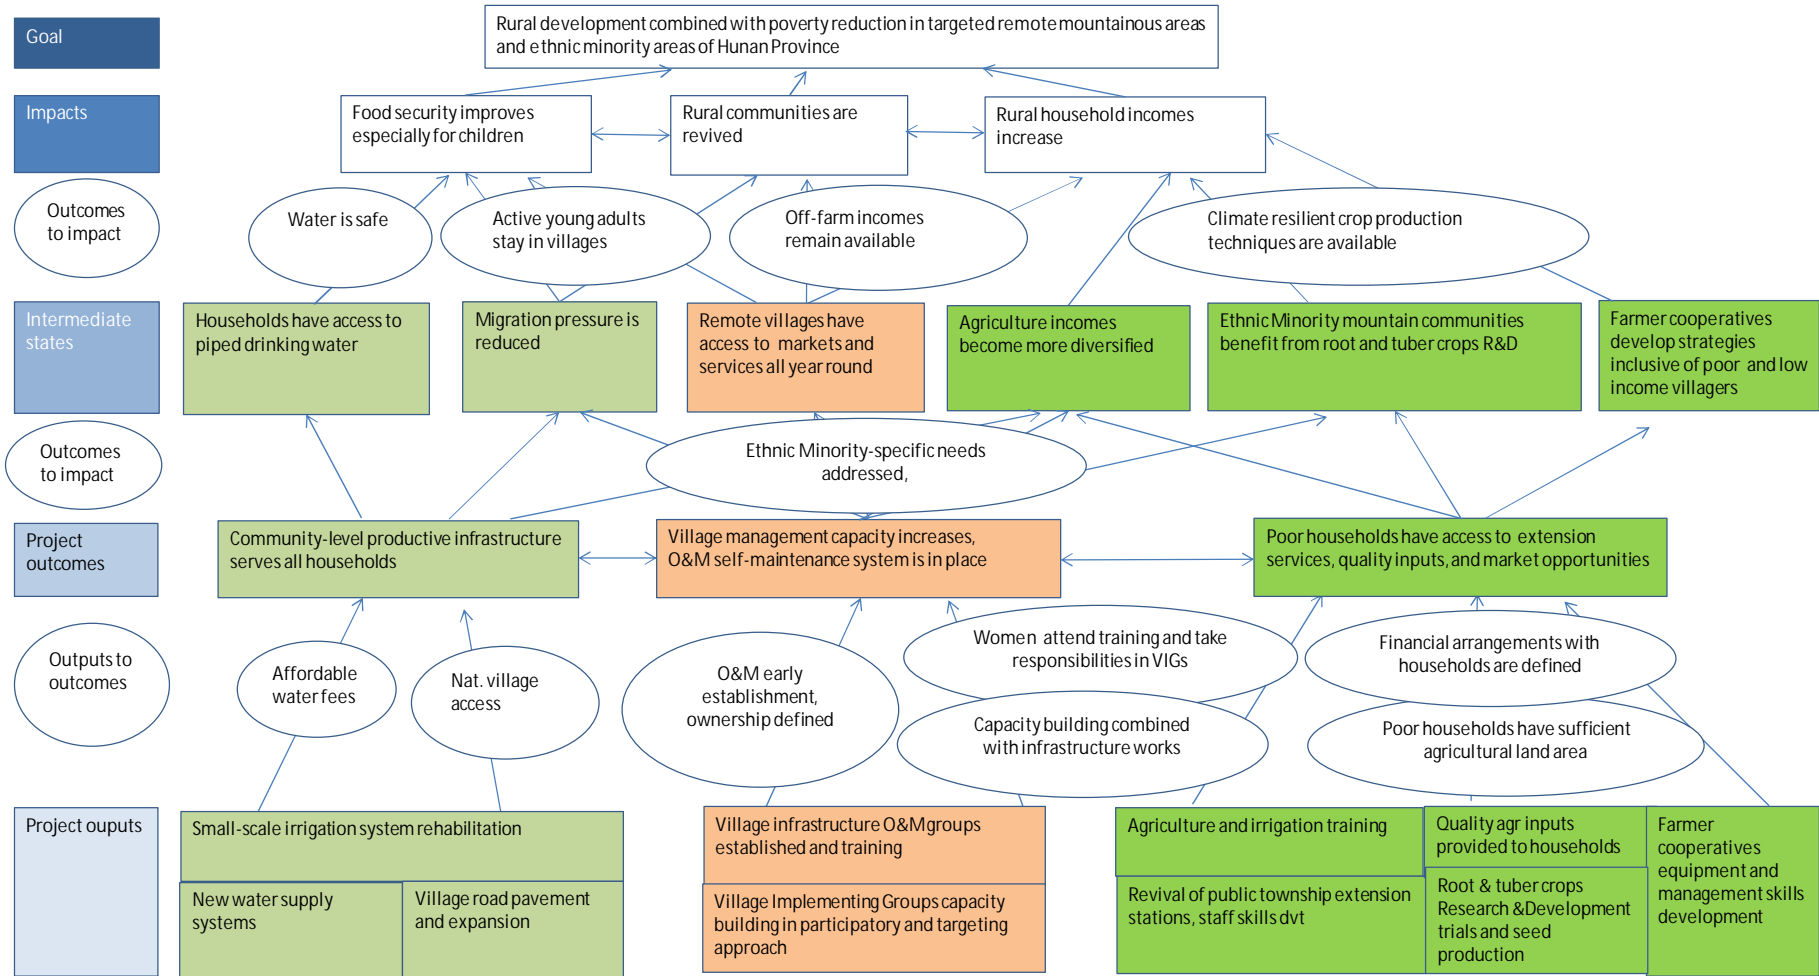 Goal
Rural development combined with poverty reduction in targeted remote mountainous areas
and ethnic minority areas of Hunan Province
Impacts
Food security improves
especially for children
Rural communities are
revived
Rural household incomes
increase
Outcomes
to impact
Water is safe
Active young adults
stay in villages
Off-farm incomes
remain available
Climate resilient crop production
techniques are available
Intermediate
states
Households have access to
piped drinking water
Migration pressure is
reduced
Remote villages have
access to markets and
services all year round
Agriculture incomes
become more diversified
Ethnic Minority mountain communities
benefit from root and tuber crops R&D
Farmer cooperatives
develop strategies
inclusive of poor and low
income villagers
Outcomes
to impact
Ethnic Minority-specific needs
addressed,
Project
outcomes
Community-level productive infrastructure
serves all households
Village management capacity increases,
O&M self-maintenance system is in place
Poor households have access to extension
services, quality inputs, and market opportunities
Outputs to
outcomes
Affordable
water fees
Nat. village
access
O&M early
establishment,
ownership defined
Women attend training and take
responsibilities in VIGs
Capacity building combined
with infrastructure works
Financial arrangements with
households are defined
Poor households have sufficient
agricultural land area
Project ouputs
Small-scale irrigation system rehabilitation
New water supply
systems
Village road pavement
and expansion
Village infrastructure O&M groups
established and training
Village Implementing Groups capacity
building in participatory and targeting
approach
Agriculture and irrigation training
Revival of public township extension
stations, staff skills dvt
Quality agr inputs
provided to households
Root & tuber crops
Research & Development
trials and seed
production
Farmer
cooperatives
equipment and
management skills
development